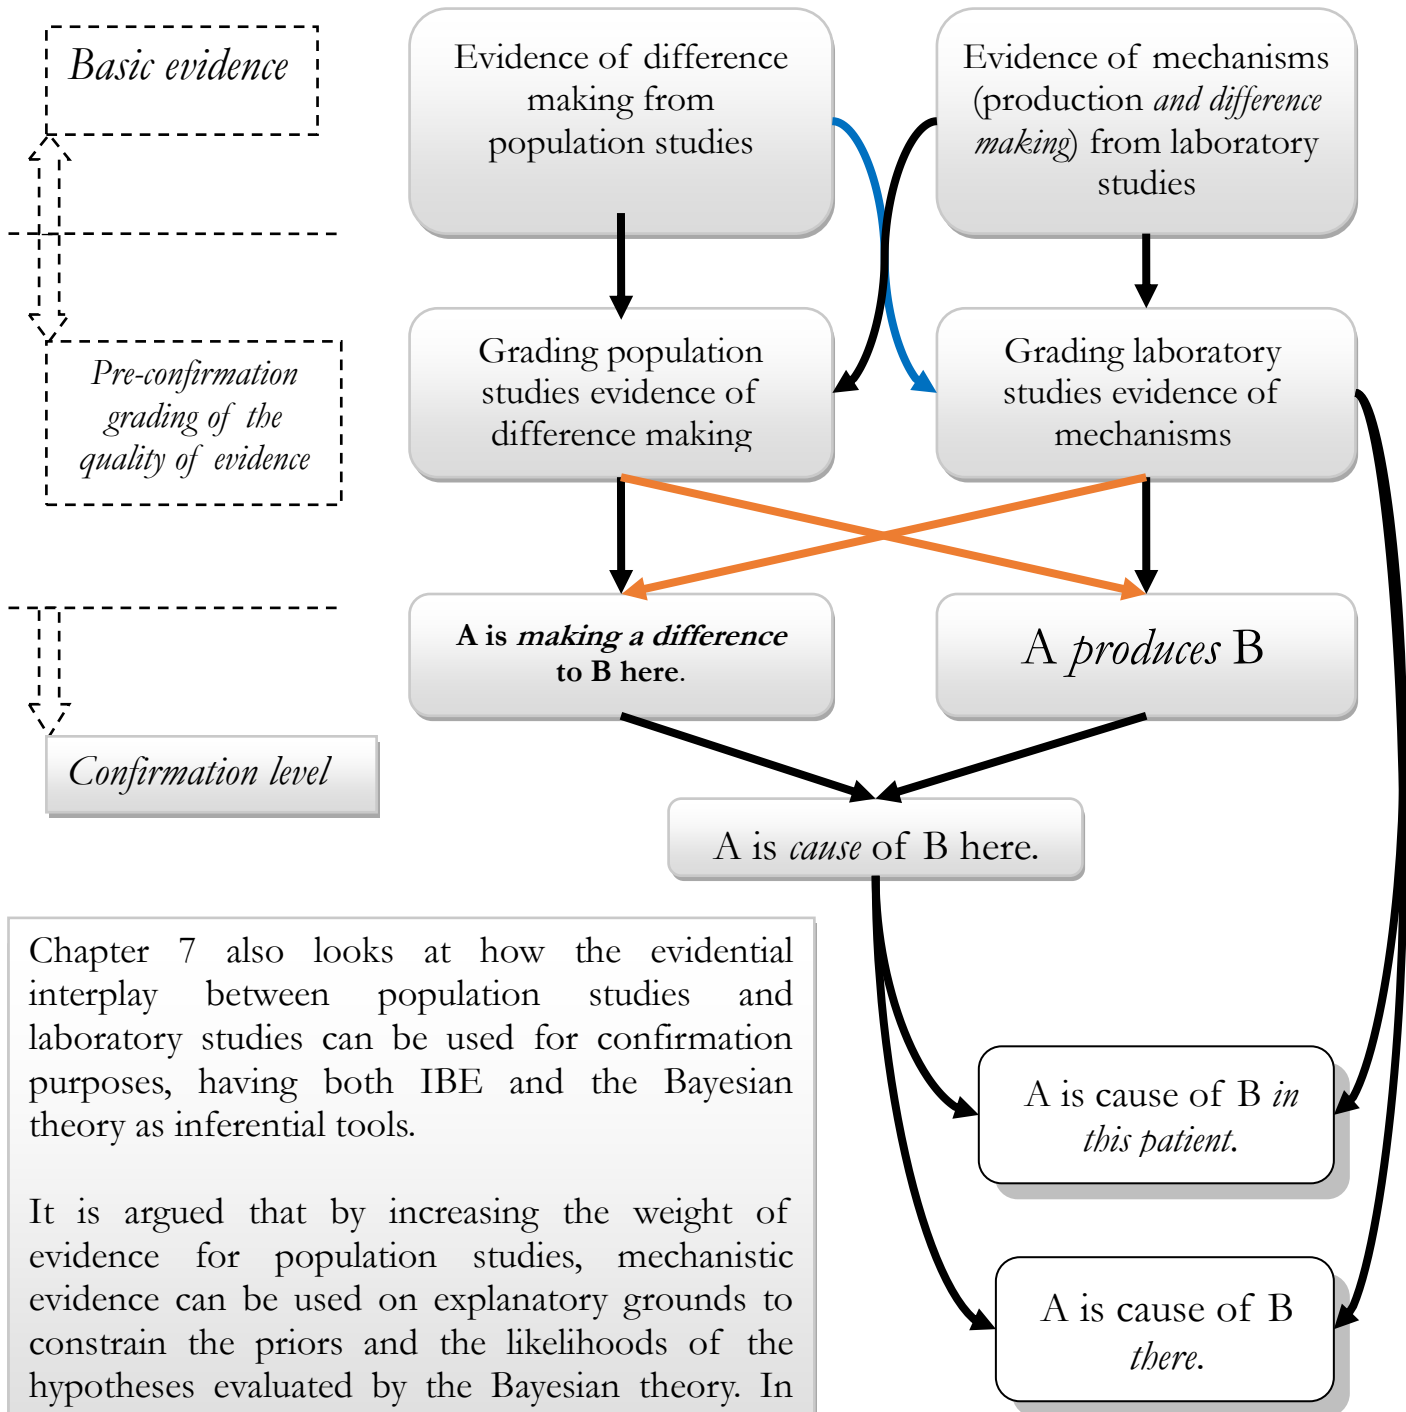 Basic evidence
Evidence of difference
making from
population studies
Evidence of mechanisms
(production and difference
making) from laboratory
studies
Pre-confirmation
grading of the
quality of evidence
Grading population
studies evidence of
difference making
Grading laboratory
studies evidence of
mechanisms
A is making a difference
to B here.
A produces B
Confirmation level
A is cause of B here.
Chapter 7 also looks at how the evidential
interplay between population studies and
laboratory studies can be used for confirmation
purposes, having both IBE and the Bayesian
theory as inferential tools.
It is argued that by increasing the weight of
evidence for population studies, mechanistic
evidence can be used on explanatory grounds to
constrain the priors and the likelihoods of the
hypotheses evaluated by the Bayesian theory. In
A is cause of B in
this patient.
A is cause of B
there.